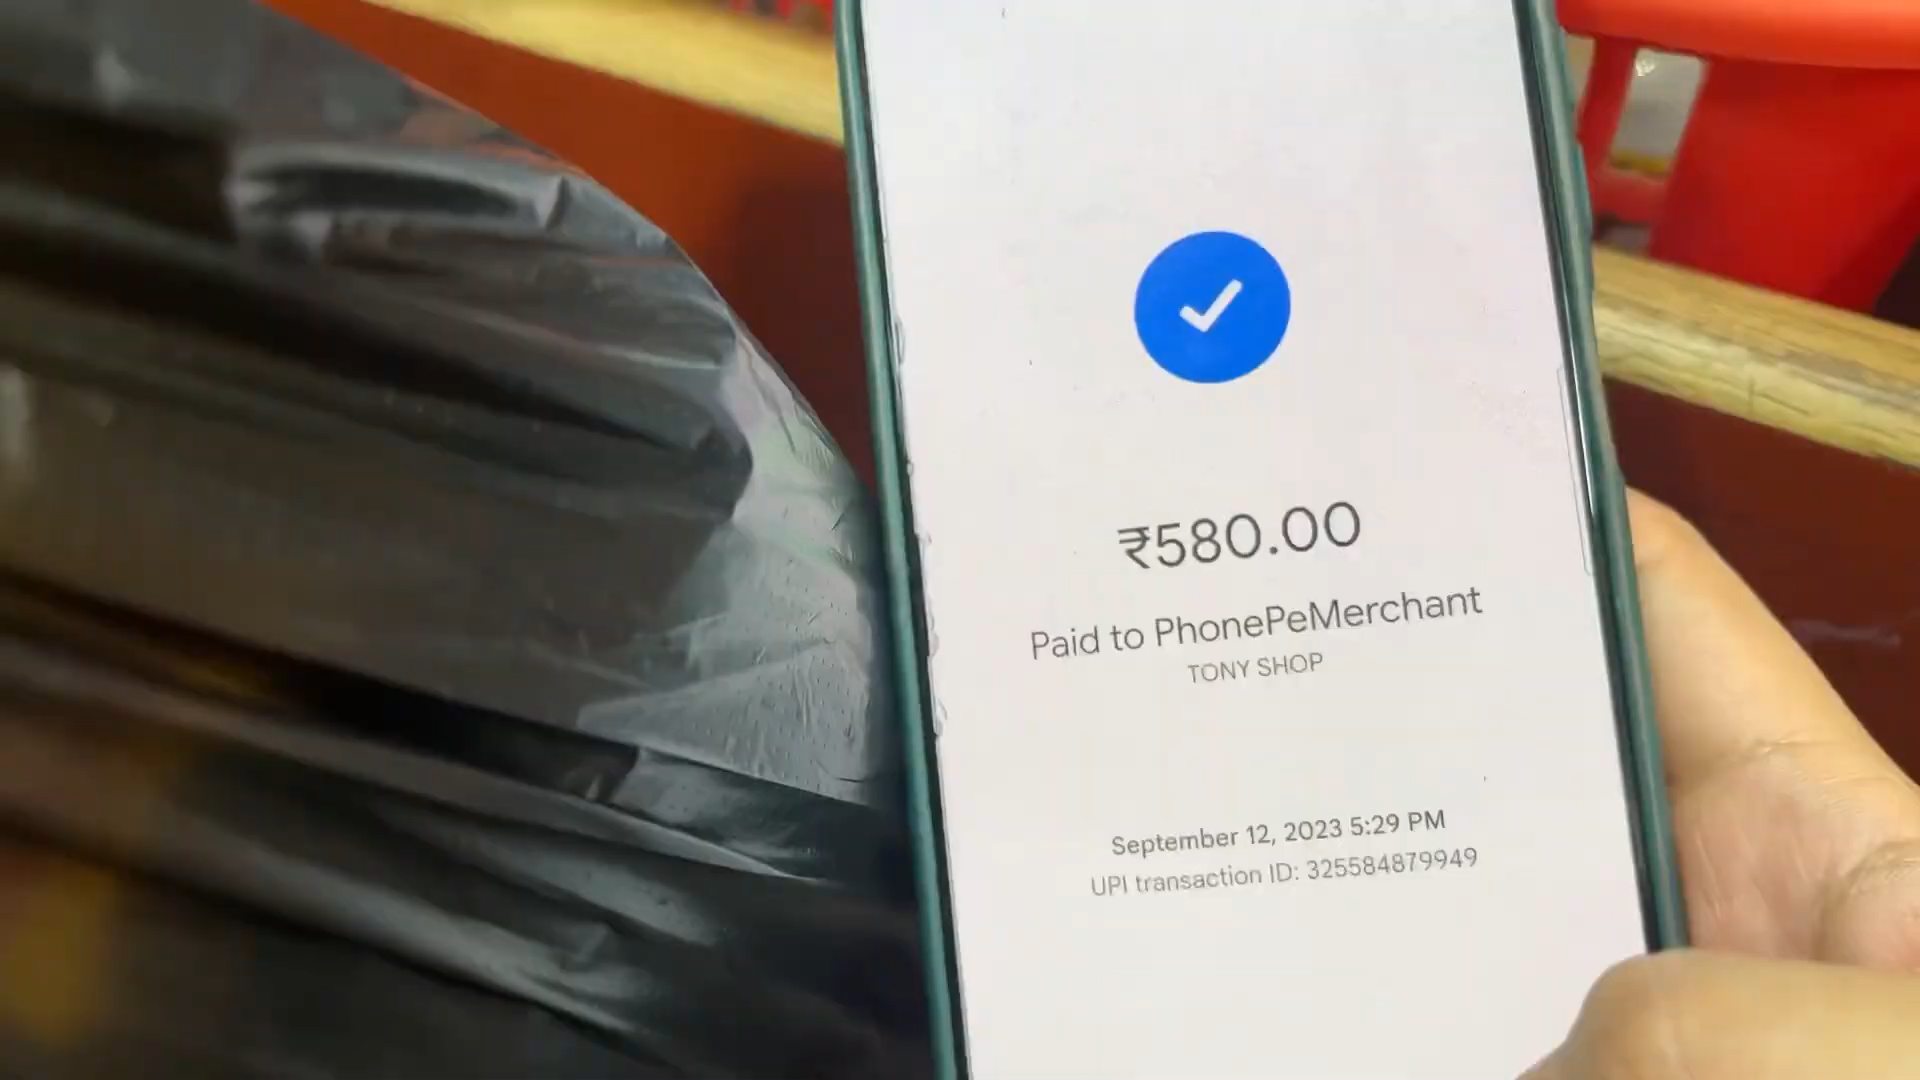 ₹580.00
Paid to PhonePeMerchant
TONY SHOP
September 12, 2023 5:29 PM
UPI transaction ID: 325584879949